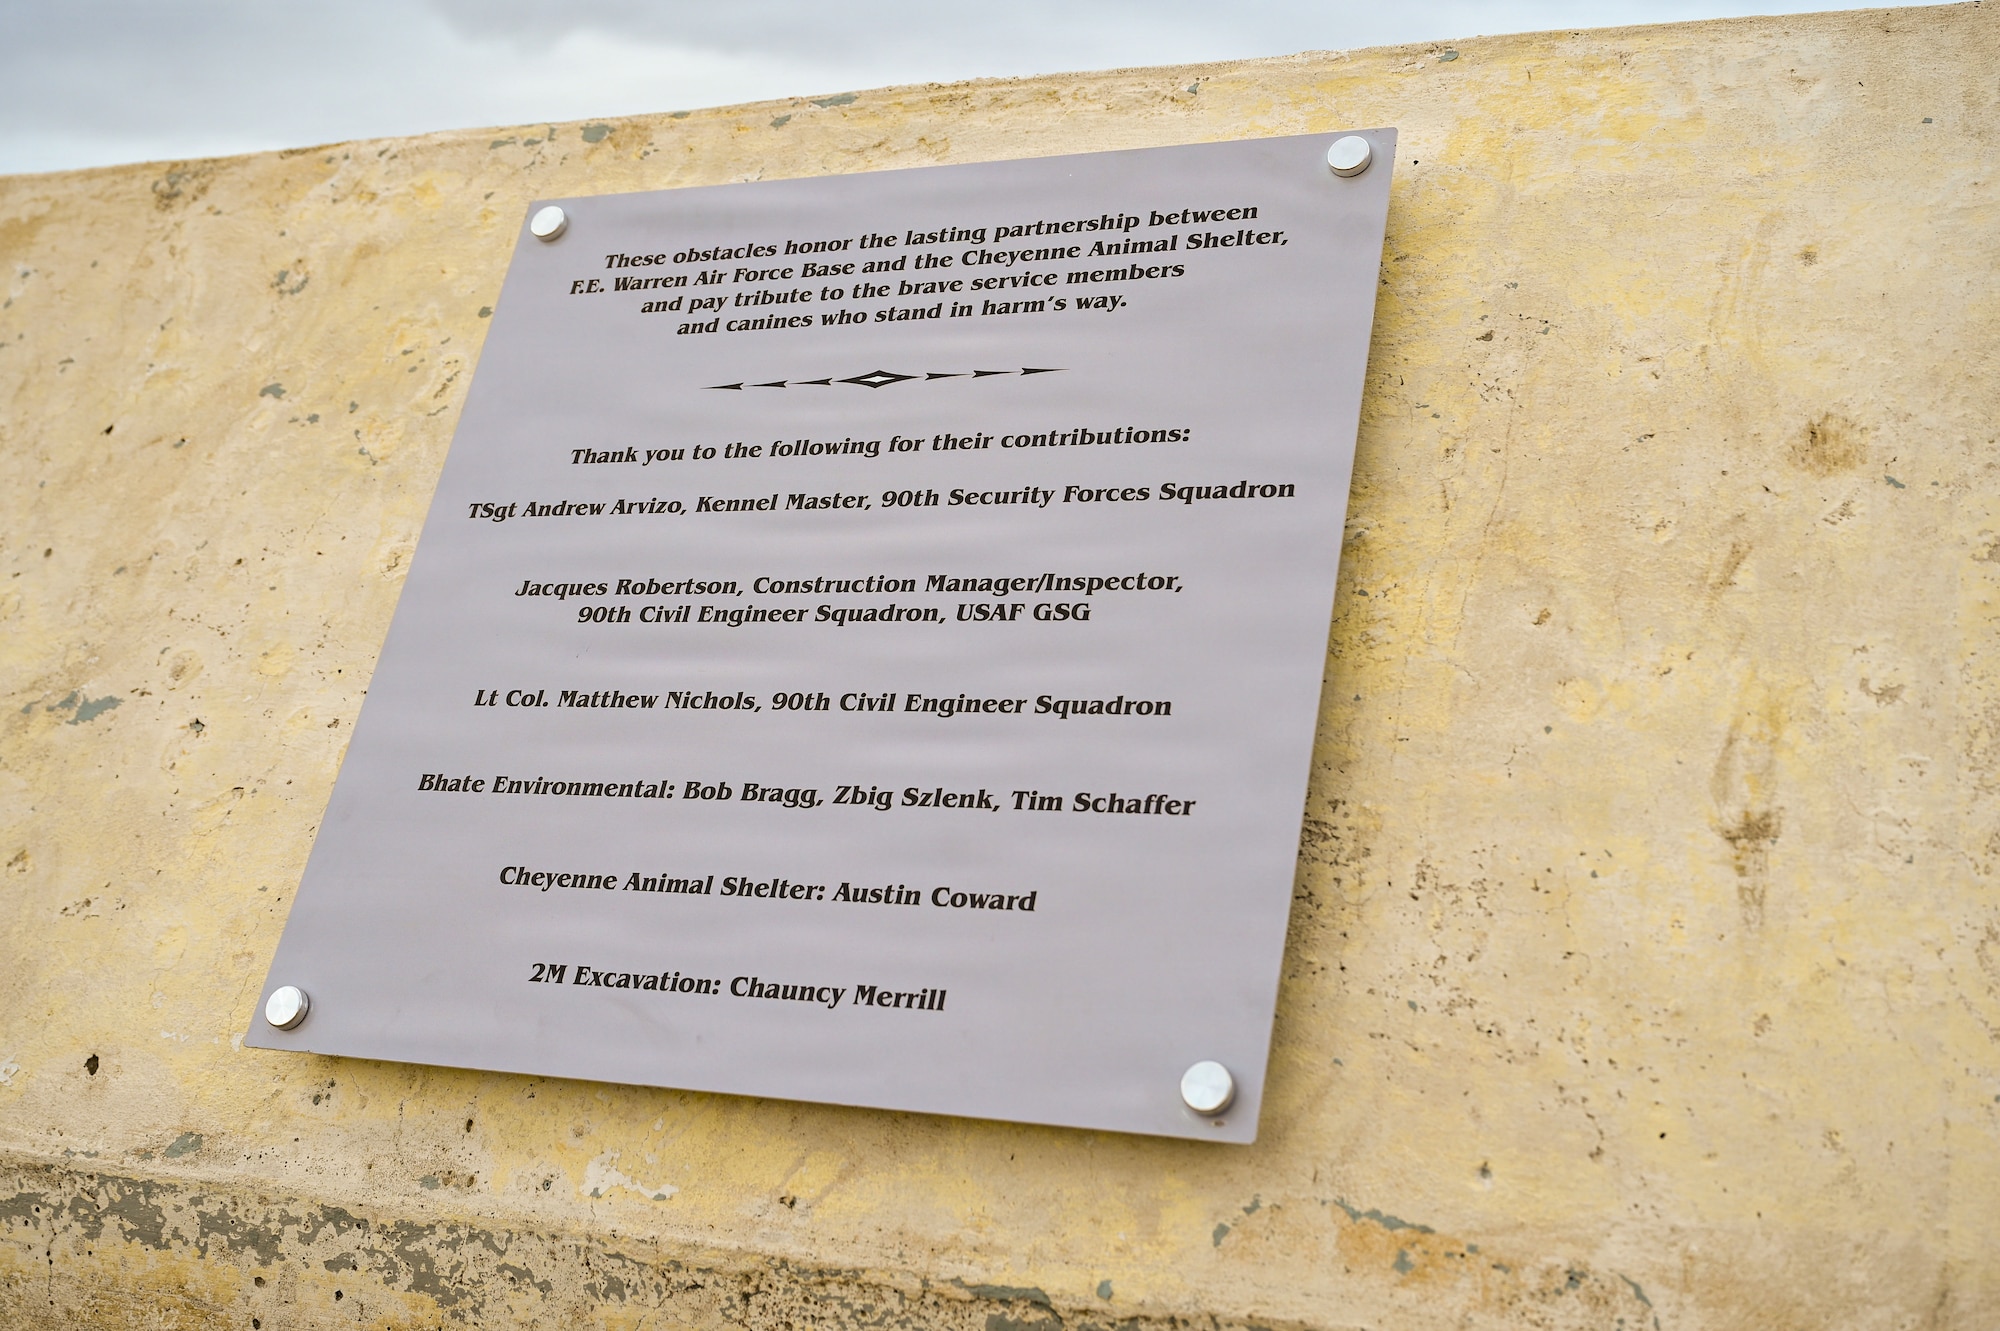 These obstacles honor the lasting partnership between
F.E. Warren Air Force Base and the Cheyenne Animal Shelter,
and pay tribute to the brave service members
and canines who stand in harm's way.
Thank you to the following for their contributions:
TSgt Andrew Arvizo, Kennel Master, 90th Security Forces Squadron
Jacques Robertson, Construction Manager/Inspector,
90th Civil Engineer Squadron, USAF GSG
Lt Col. Matthew Nichols, 90th Civil Engineer Squadron
Bhate Environmental: Bob Bragg, Zbig Szlenk, Tim Schaffer
Cheyenne Animal Shelter: Austin Coward
2M Excavation: Chauncy Merrill